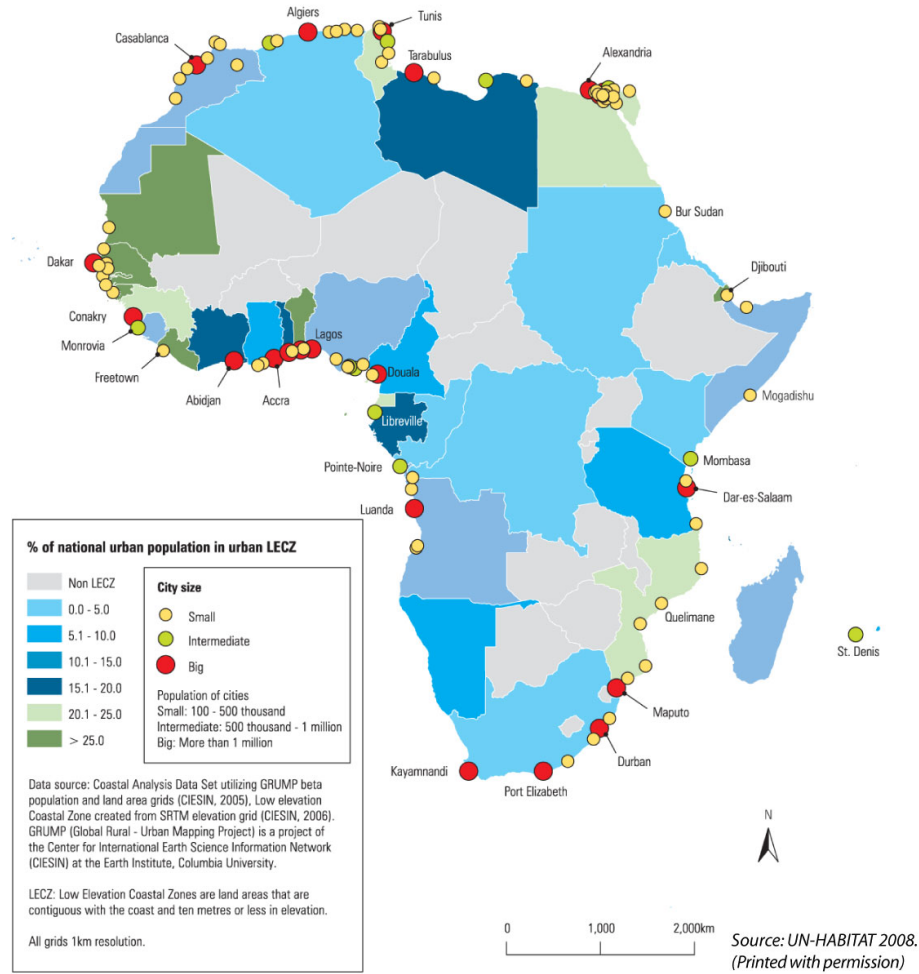 Algiers
Tunis
Casablanca
Tarabulus
Alexandria
Bur Sudan
Dakar
Djibouti
Conakry
Lagos
Monrovia
Freetown
Douala
Abidjan
Accra
Mogadishu
Libreville
Pointe-Noire
Mombasa
Dar-es-Salaam
Luanda
Quelimane
St. Denis
Maputo
Durban
Kayamnandi
Port Elizabeth
% of national urban population in urban LECZ
Non LECZ
0.0 - 5.0
5.1 - 10.0
10.1 - 15.0
15.1 - 20.0
20.1 - 25.0
> 25.0
City size
Small
Intermediate
Big
Population of cities
Small: 100 - 500 thousand
Intermediate: 500 thousand - 1 million
Big: More than 1 million
Data source: Coastal Analysis Data Set utilizing GRUMP beta
population and land area grids (CIESIN, 2005), Low elevation
Coastal Zone created from SRTM elevation grid (CIESIN, 2006).
GRUMP (Global Rural - Urban Mapping Project) is a project of
the Center for International Earth Science Information Network
(CIESIN) at the Earth Institute, Columbia University.
LECZ: Low Elevation Coastal Zones are land areas that are
contiguous with the coast and ten metres or less in elevation.
All grids 1km resolution.
N
0 1,000 2,000km
Source: UN-HABITAT 2008.
(Printed with permission)